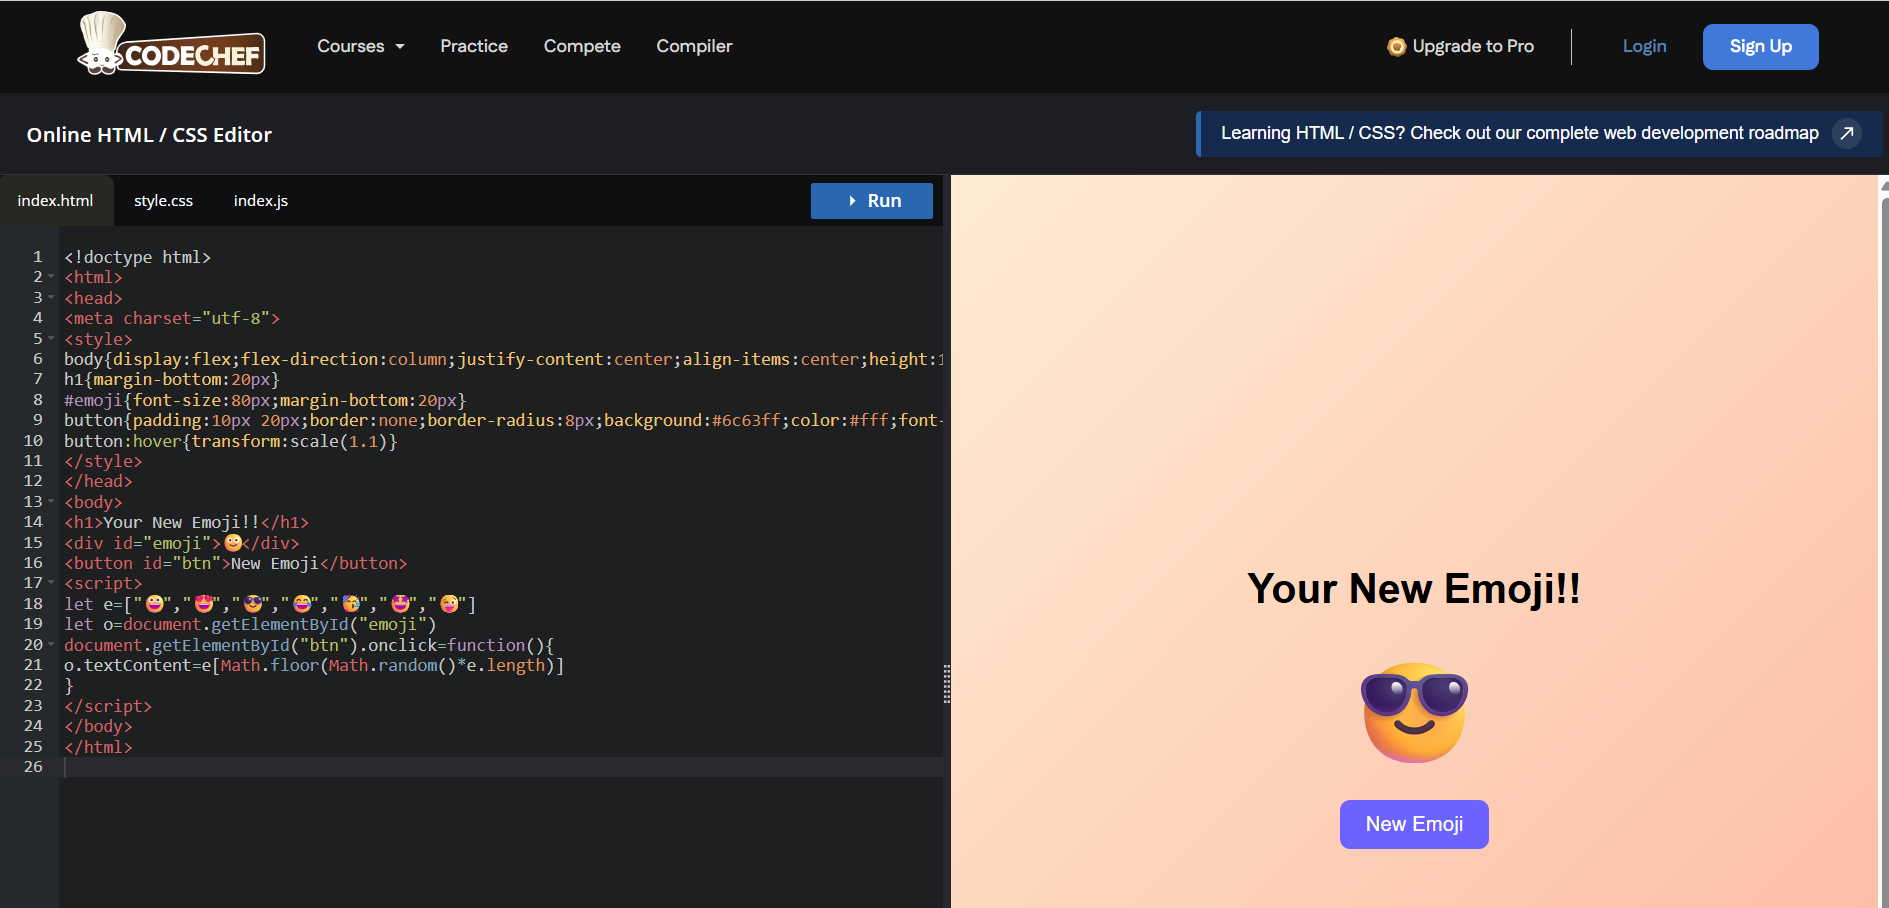 CODECHEF
Courses
Practice
Compete
Compiler
Upgrade to Pro
Login
Sign Up
Online HTML / CSS Editor
Learning HTML / CSS? Check out our complete web development roadmap
index.html
style.css
index.js
Run
1 <!doctype html>
2 <html>
3 <head>
4 <meta charset="utf-8">
5 <style>
6 body{display:flex;flex-direction:column;justify-content:center;align-items:center;height:1
7 h1{margin-bottom:20px}
8 #emoji{font-size:80px;margin-bottom:20px}
9 button{padding:10px 20px;border:none;border-radius:8px;background:#6c63ff;color:#fff;font-
10 button:hover{transform:scale(1.1)}
11 </style>
12 </head>
13 <body>
14 <h1>Your New Emoji!!</h1>
15 <div id="emoji">🙂</div>
16 <button id="btn">New Emoji</button>
17 <script>
18 let e=["😀","😍","😎","😂","🥳","🤩","😜"]
19 let o=document.getElementById("emoji")
20 document.getElementById("btn").onclick=function(){
21 o.textContent=e[Math.floor(Math.random()*e.length)]
22 }
23 </script>
24 </body>
25 </html>
26
Your New Emoji!!
New Emoji